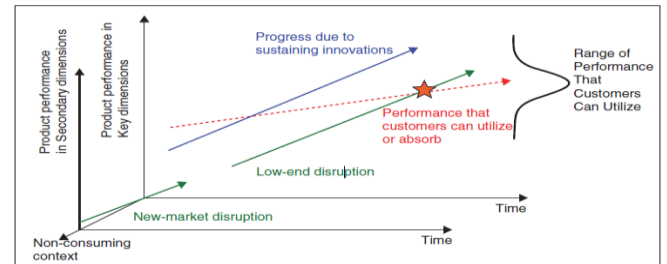 Product performance
in Secondary dimensions
Product performance in
Key dimensions
Progress due to
sustaining innovations
Range of
Performance
That
Customers
Can Utilize
Performance that
customers can utilize
or absorb
Low-end disruption
New-market disruption
Time
Time
Non-consuming
context